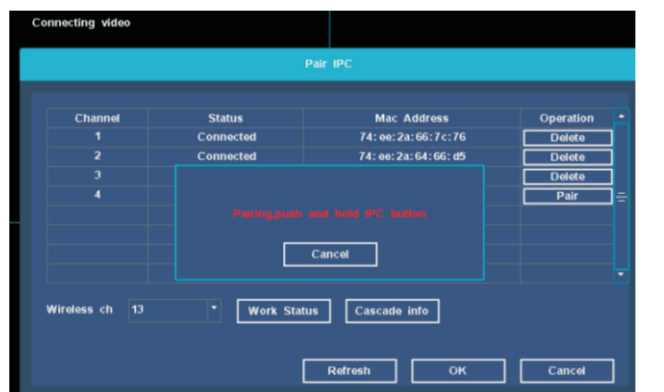 Connecting video
Pair IPC
Channel Status Mac Address Operation
1 Connected 74:ee:2a:66:7c:76 Delete
2 Connected 74:ee:2a:64:66:d5 Delete
3 Delete
4 Pair
Pairing,push and hold IPC button
Cancel
Wireless ch 13 Work Status Cascade info
Refresh OK Cancel